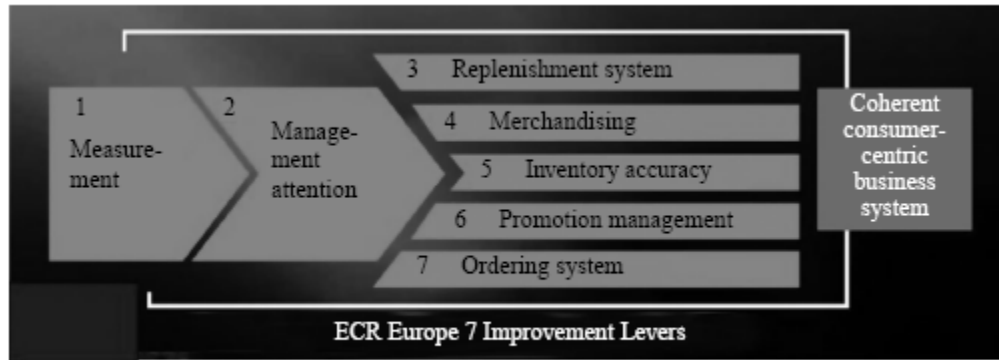 1
Measure-
ment
2
Manage-
ment
attention
3 Replenishment system
4 Merchandising
5 Inventory accuracy
6 Promotion management
7 Ordering system
Coherent
consumer-
centric
business
system
ECR Europe 7 Improvement Levers